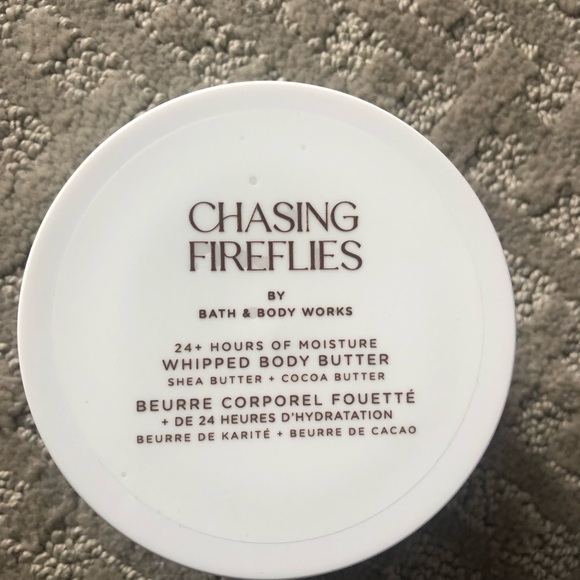 CHASING
FIREFLIES
BY
BATH & BODY WORKS
24+ HOURS OF MOISTURE
WHIPPED BODY BUTTER
SHEA BUTTER + COCOA BUTTER
BEURRE CORPOREL FOUETTÉ
+ DE 24 HEURES D'HYDRATATION
BEURRE DE KARITÉ + BEURRE DE CACAO